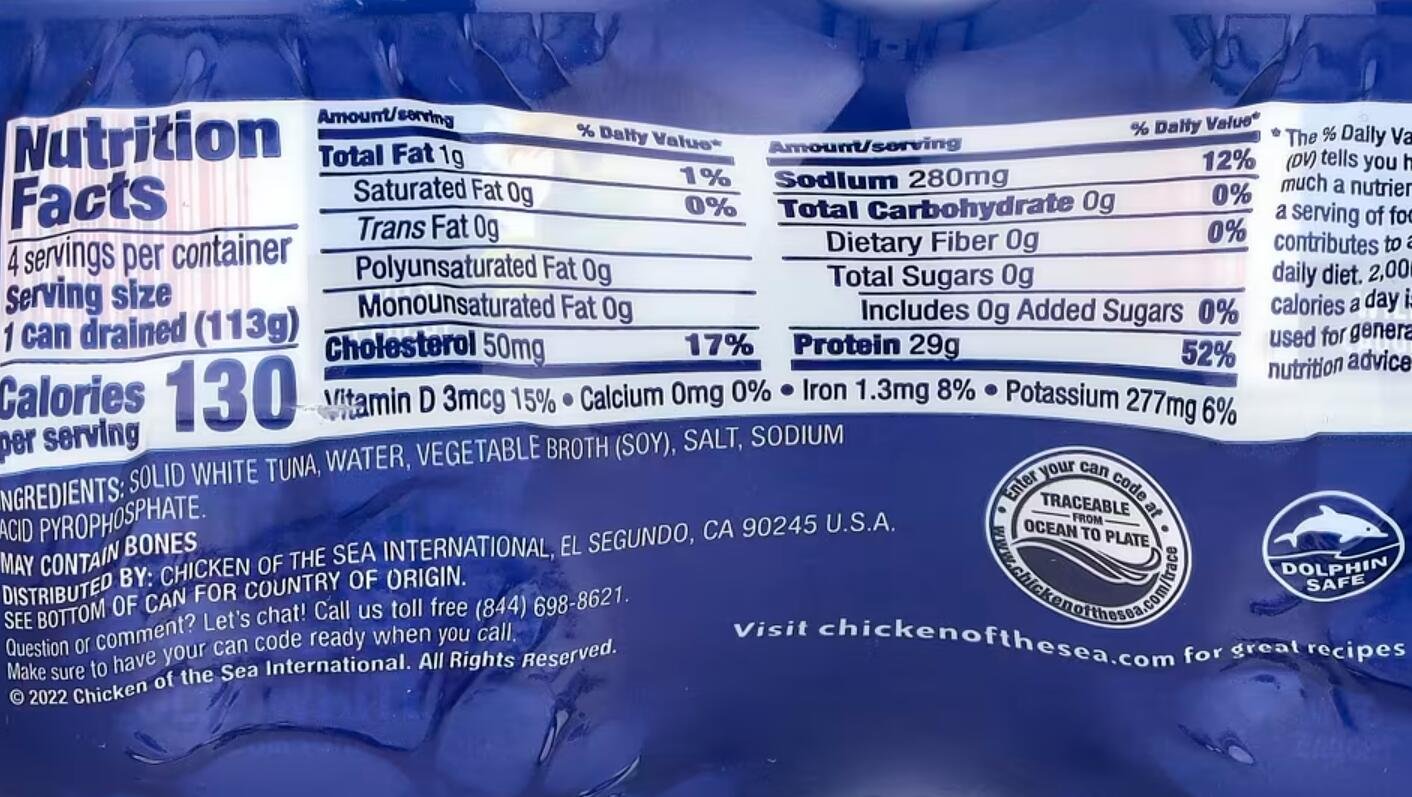 Nutrition
Facts
4 servings per container
Serving size
1 can drained (113g)
Calories 130
per serving
Amount/serving % Daily Value*
Total Fat 1g 1%
Saturated Fat 0g 0%
Trans Fat 0g
Polyunsaturated Fat 0g
Monounsaturated Fat 0g
Cholesterol 50mg 17%
Amount/serving % Daily Value*
Sodium 280mg 12%
Total Carbohydrate 0g 0%
Dietary Fiber 0g 0%
Total Sugars 0g
Includes 0g Added Sugars 0%
Protein 29g 52%
Vitamin D 3mcg 15% • Calcium 0mg 0% • Iron 1.3mg 8% • Potassium 277mg 6%
* The % Daily Va
(DV) tells you h
much a nutrien
a serving of foo
contributes to a
daily diet. 2,00
calories a day is
used for genera
nutrition advice
NGREDIENTS: SOLID WHITE TUNA, WATER, VEGETABLE BROTH (SOY), SALT, SODIUM
ACID PYROPHOSPHATE.
MAY CONTAIN BONES
DISTRIBUTED BY: CHICKEN OF THE SEA INTERNATIONAL, EL SEGUNDO, CA 90245 U.S.A.
SEE BOTTOM OF CAN FOR COUNTRY OF ORIGIN.
Question or comment? Let's chat! Call us toll free (844) 698-8621.
Make sure to have your can code ready when you call.
© 2022 Chicken of the Sea International. All Rights Reserved.
• Enter your can code at •
TRACEABLE
FROM
OCEAN TO PLATE
www.chickenofthesea.com/trace
DOLPHIN
SAFE
Visit chickenofthesea.com for great recipes